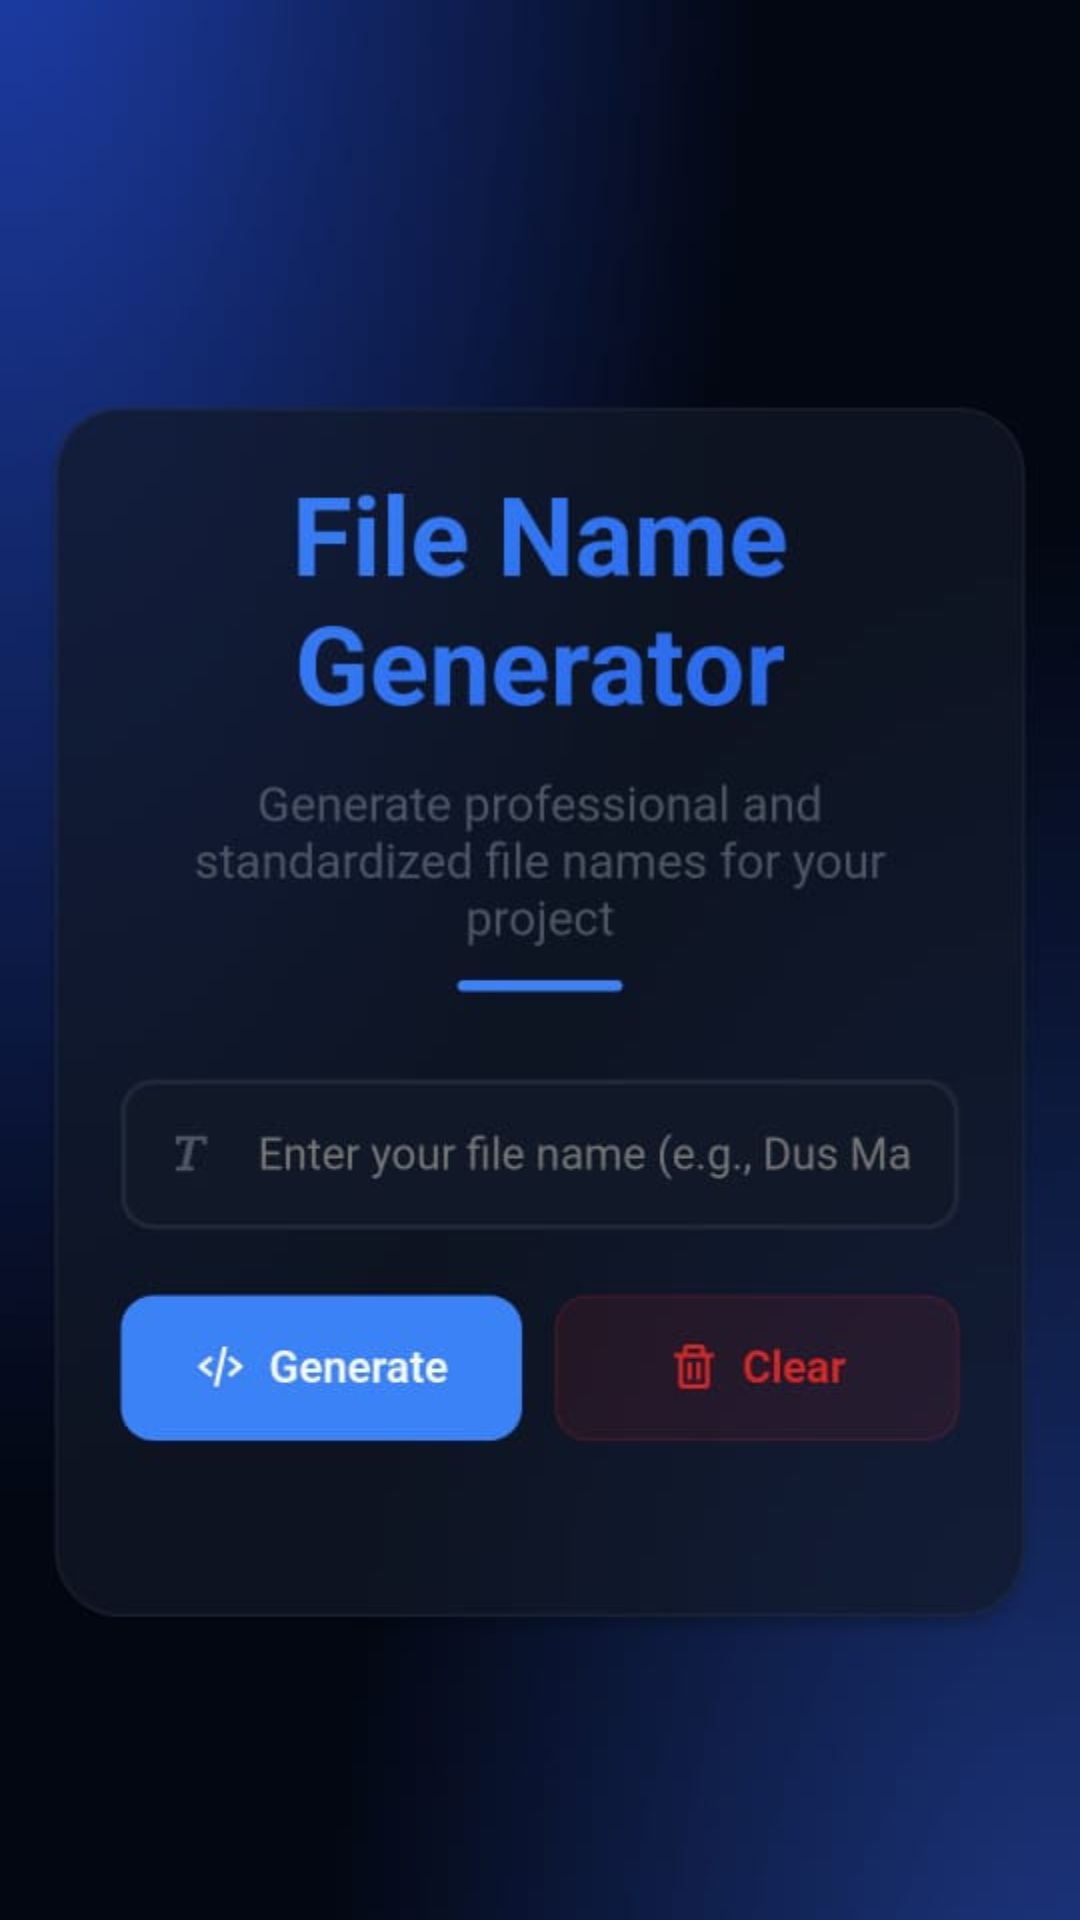 File Name
Generator
Generate professional and
standardized file names for your
project
T
Enter your file name (e.g., Dus Ma
</> Generate
Clear